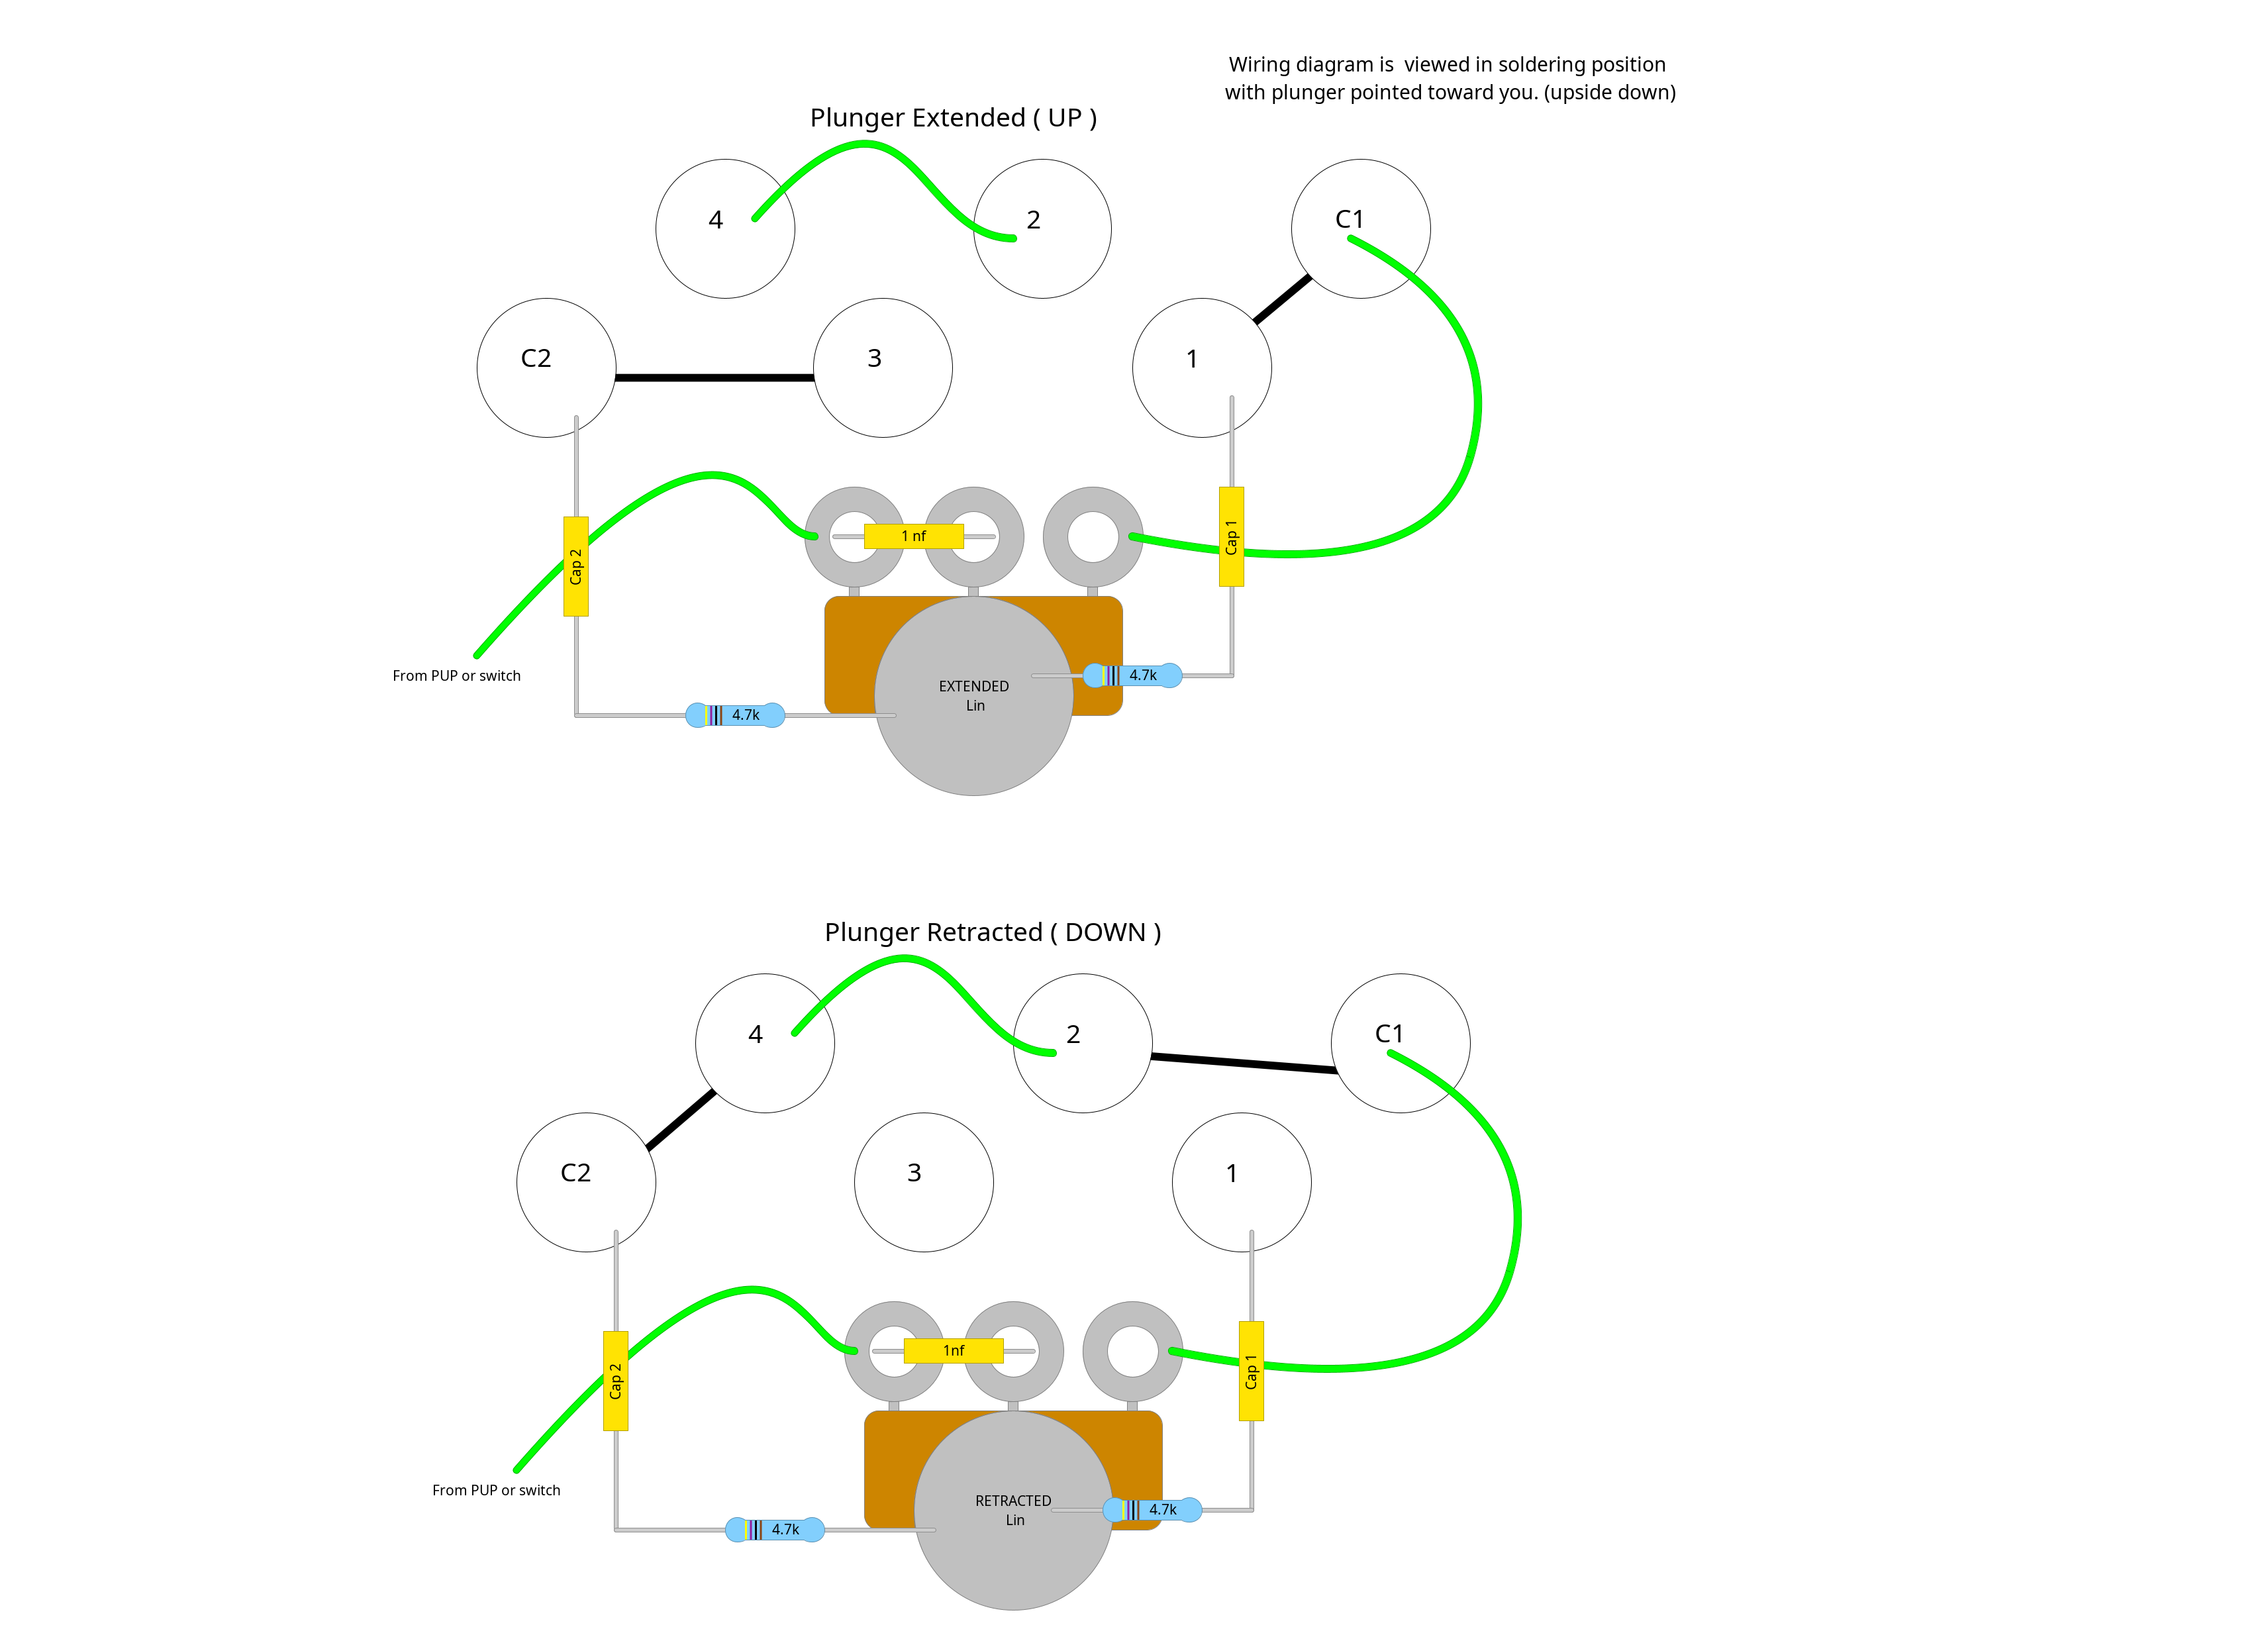 Wiring diagram is  viewed in soldering position
with plunger pointed toward you. (upside down)
Plunger Extended ( UP )
4
2
C1
C2
3
1
1 nf
Cap 1
Cap 2
From PUP or switch
4.7k
EXTENDED
Lin
4.7k
Plunger Retracted ( DOWN )
4
2
C1
C2
3
1
1nf
Cap 1
Cap 2
From PUP or switch
RETRACTED
Lin
4.7k
4.7k